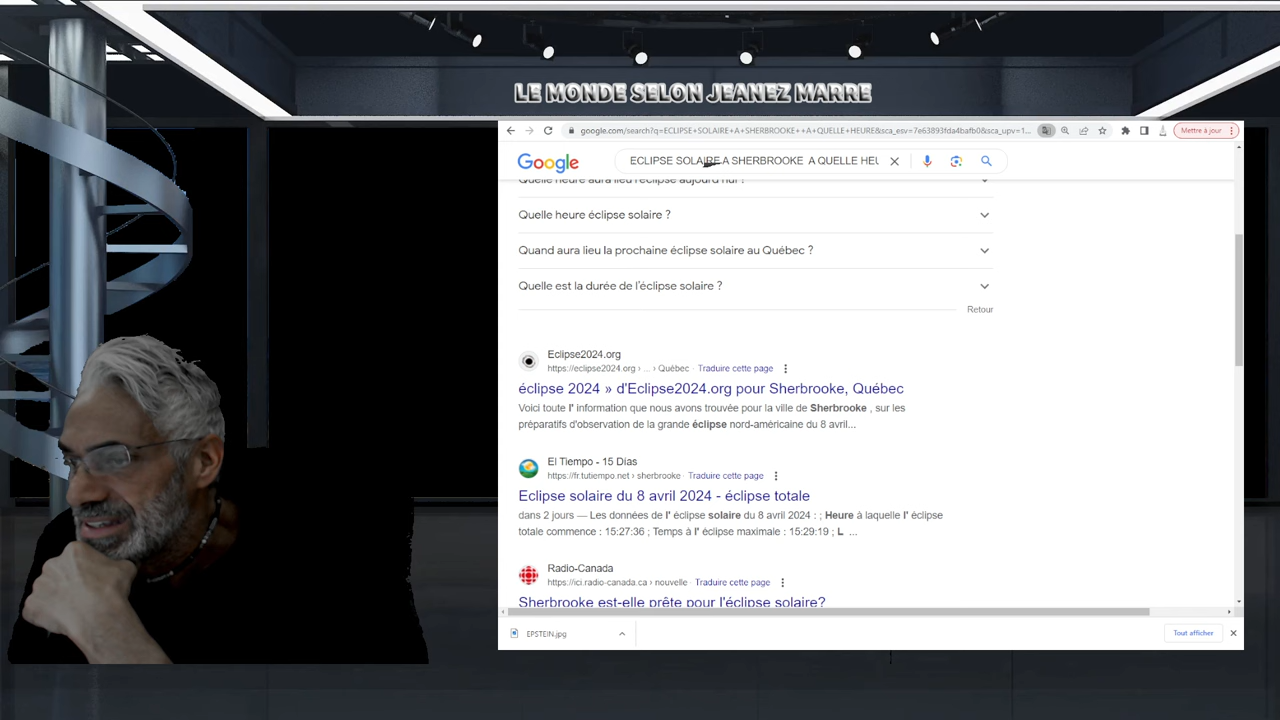 LE MONDE SELON JEANEZ MARRE
google.com/search?q=ECLIPSE+SOLAIRE+A+SHERBROOKE++A+QUELLE+HEURE&sca_esv=7e63893fda4bafb0&sca_upv=1...
Mettre à jour
Google
ECLIPSE SOLAIRE A SHERBROOKE A QUELLE HEU
Quelle heure aura lieu l'éclipse aujourd'hui ?
Quelle heure éclipse solaire ?
Quand aura lieu la prochaine éclipse solaire au Québec ?
Quelle est la durée de l'éclipse solaire ?
Retour
Eclipse2024.org
https://eclipse2024.org › ... › Québec · Traduire cette page
éclipse 2024 » d'Eclipse2024.org pour Sherbrooke, Québec
Voici toute l' information que nous avons trouvée pour la ville de Sherbrooke , sur les
préparatifs d'observation de la grande éclipse nord-américaine du 8 avril...
El Tiempo - 15 Días
https://fr.tutiempo.net › sherbrooke · Traduire cette page
Eclipse solaire du 8 avril 2024 - éclipse totale
dans 2 jours — Les données de l' éclipse solaire du 8 avril 2024 : ; Heure à laquelle l' éclipse
totale commence : 15:27:36 ; Temps à l' éclipse maximale : 15:29:19 ; L ...
Radio-Canada
https://ici.radio-canada.ca › nouvelle · Traduire cette page
Sherbrooke est-elle prête pour l'éclipse solaire?
EPSTEIN.jpg
Tout afficher